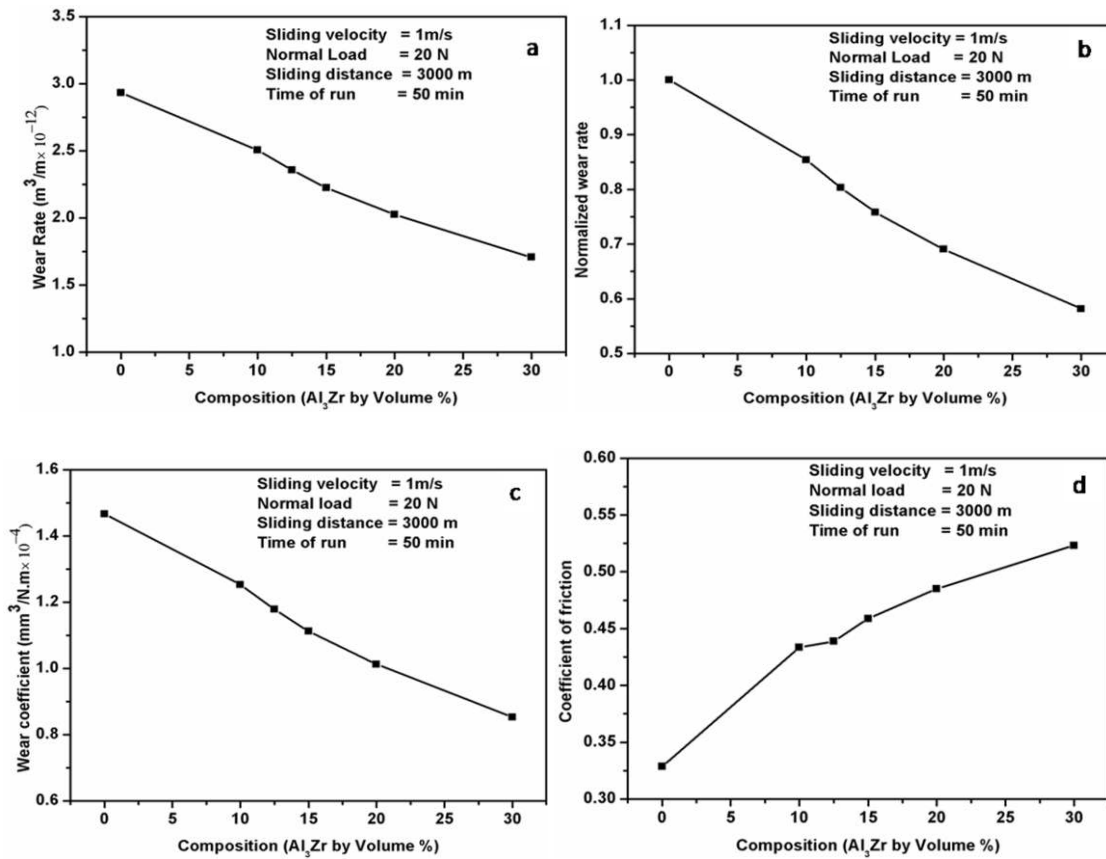 a
Sliding velocity = 1m/s
Normal Load = 20 N
Sliding distance = 3000 m
Time of run = 50 min
Wear Rate (m³/m× 10⁻¹²)
3.5
3.0
2.5
2.0
1.5
1.0
0 5 10 15 20 25 30
Composition (Al₃Zr by Volume %)
b
Sliding velocity = 1m/s
Normal Load = 20 N
Sliding distance = 3000 m
Time of run = 50 min
Normalized wear rate
1.1
1.0
0.9
0.8
0.7
0.6
0.5
0 5 10 15 20 25 30
Composition (Al₃Zr by Volume %)
c
Sliding velocity = 1m/s
Normal load = 20 N
Sliding distance = 3000 m
Time of run = 50 min
Wear coefficient (mm³/N.m× 10⁻⁴)
1.6
1.4
1.2
1.0
0.8
0.6
0 5 10 15 20 25 30
Composition (Al₃Zr by Volume %)
d
Sliding velocity = 1m/s
Normal load = 20 N
Sliding distance = 3000 m
Time of run = 50 min
Coefficient of friction
0.60
0.55
0.50
0.45
0.40
0.35
0.30
0 5 10 15 20 25 30
Composition (Al₃Zr by Volume %)